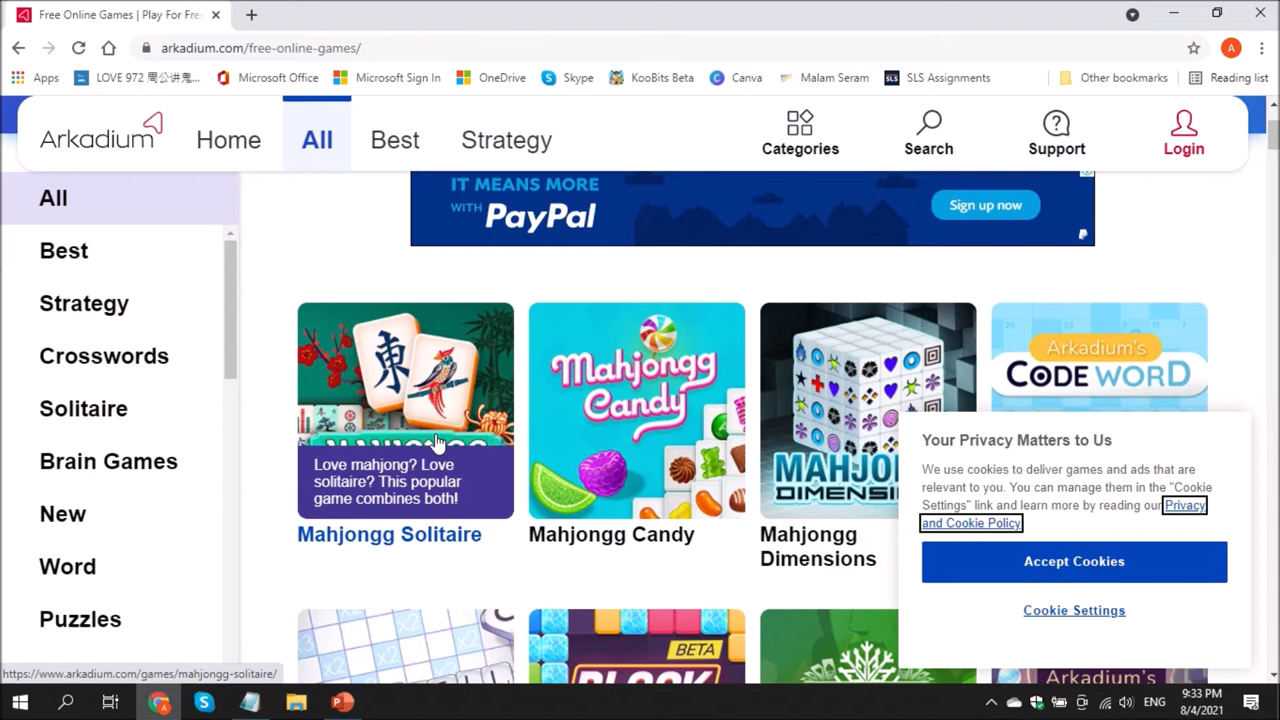 Free Online Games | Play For Fre
arkadium.com/free-online-games/
A
Apps
LOVE 972 周公讲鬼...
Microsoft Office
Microsoft Sign In
OneDrive
Skype
KooBits Beta
Canva
Malam Seram
SLS Assignments
Other bookmarks
Reading list
Arkadium
Home
All
Best
Strategy
Categories
Search
Support
Login
All
Best
Strategy
Crosswords
Solitaire
Brain Games
New
Word
Puzzles
IT MEANS MORE
WITH PayPal
Sign up now
東
Love mahjong? Love
solitaire? This popular
game combines both!
Mahjongg Solitaire
Mahjongg
Candy
Mahjongg Candy
DIMENSI
Mahjongg
Dimensions
Arkadium's
CODEWORD
Your Privacy Matters to Us
We use cookies to deliver games and ads that are
relevant to you. You can manage them in the "Cookie
Settings" link and learn more by reading our Privacy
and Cookie Policy
Accept Cookies
Cookie Settings
BETA
BLOCK
Arkadium's
https://www.arkadium.com/games/mahjongg-solitaire/
ENG
9:33 PM
8/4/2021